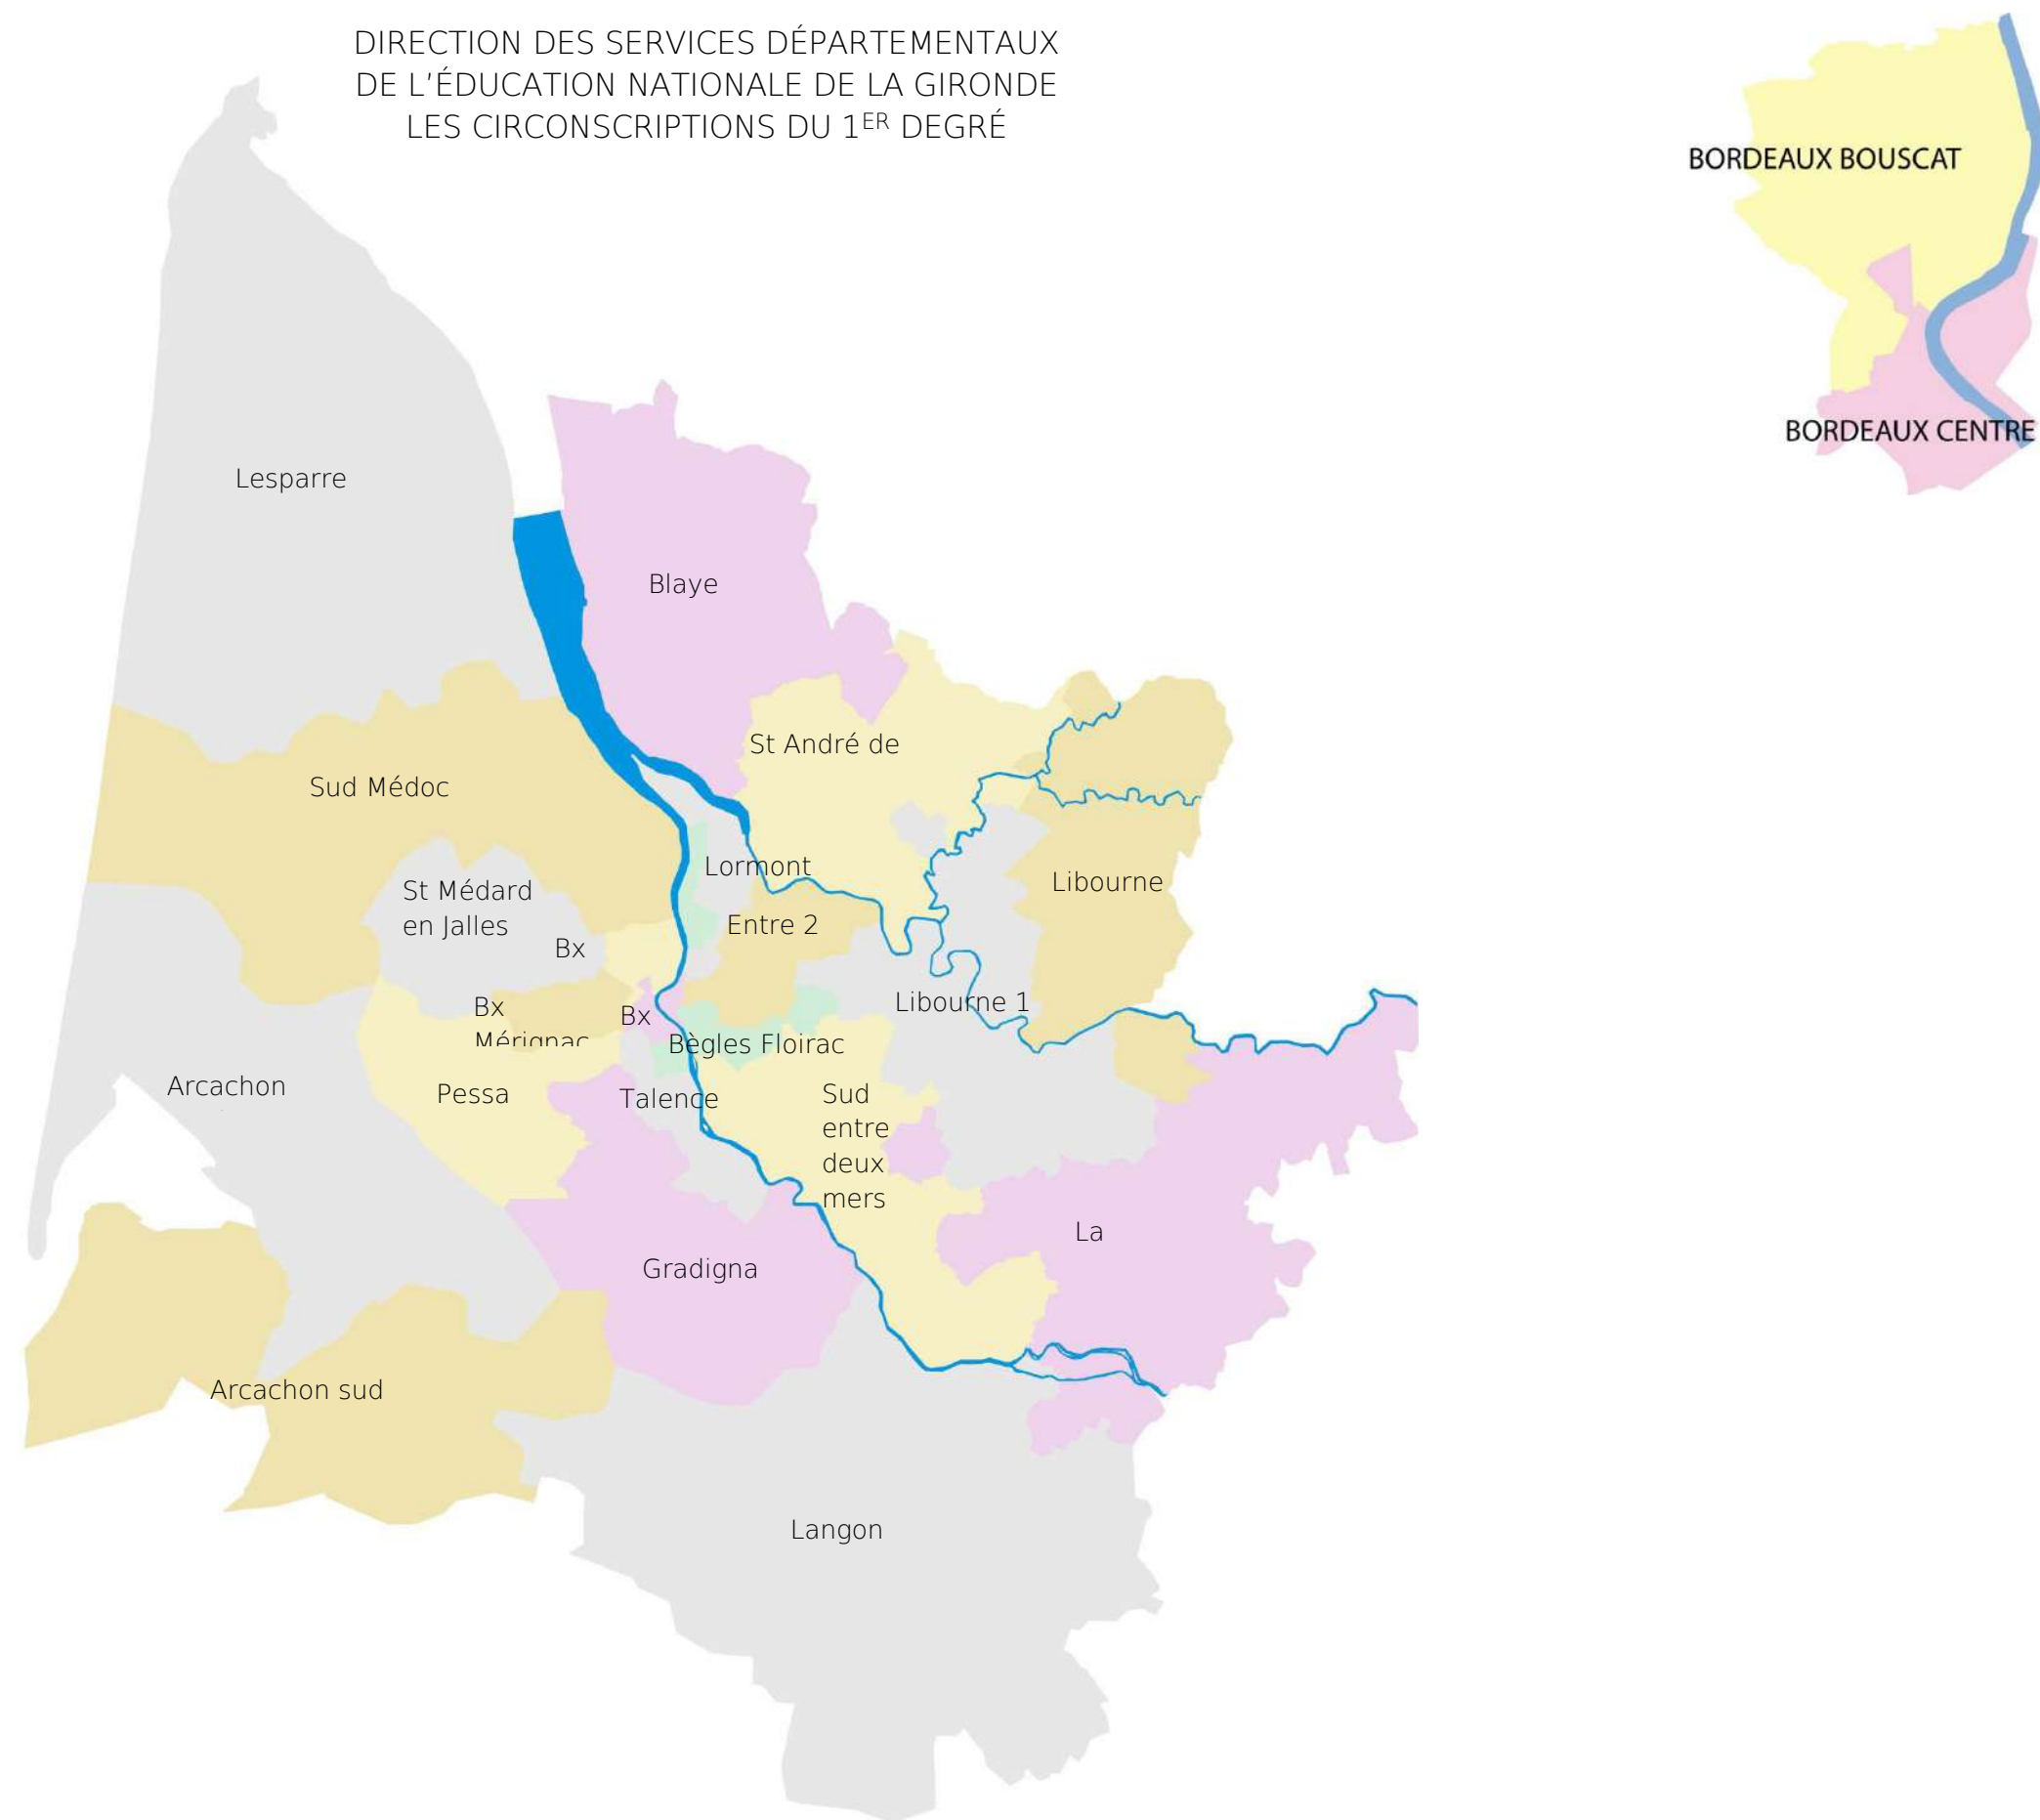 DIRECTION DES SERVICES DÉPARTEMENTAUX
DE L'ÉDUCATION NATIONALE DE LA GIRONDE
LES CIRCONSCRIPTIONS DU 1ER DEGRÉ
BORDEAUX BOUSCAT
BORDEAUX CENTRE
Lesparre
Blaye
St André de
Sud Médoc
Lormont
Libourne
St Médard
en Jalles
Entre 2
Bx
Libourne 1
Bx
Mérignac
Bx
Bègles Floirac
Arcachon
Pessa
Talence
Sud
entre
deux
mers
La
Gradigna
Arcachon sud
Langon